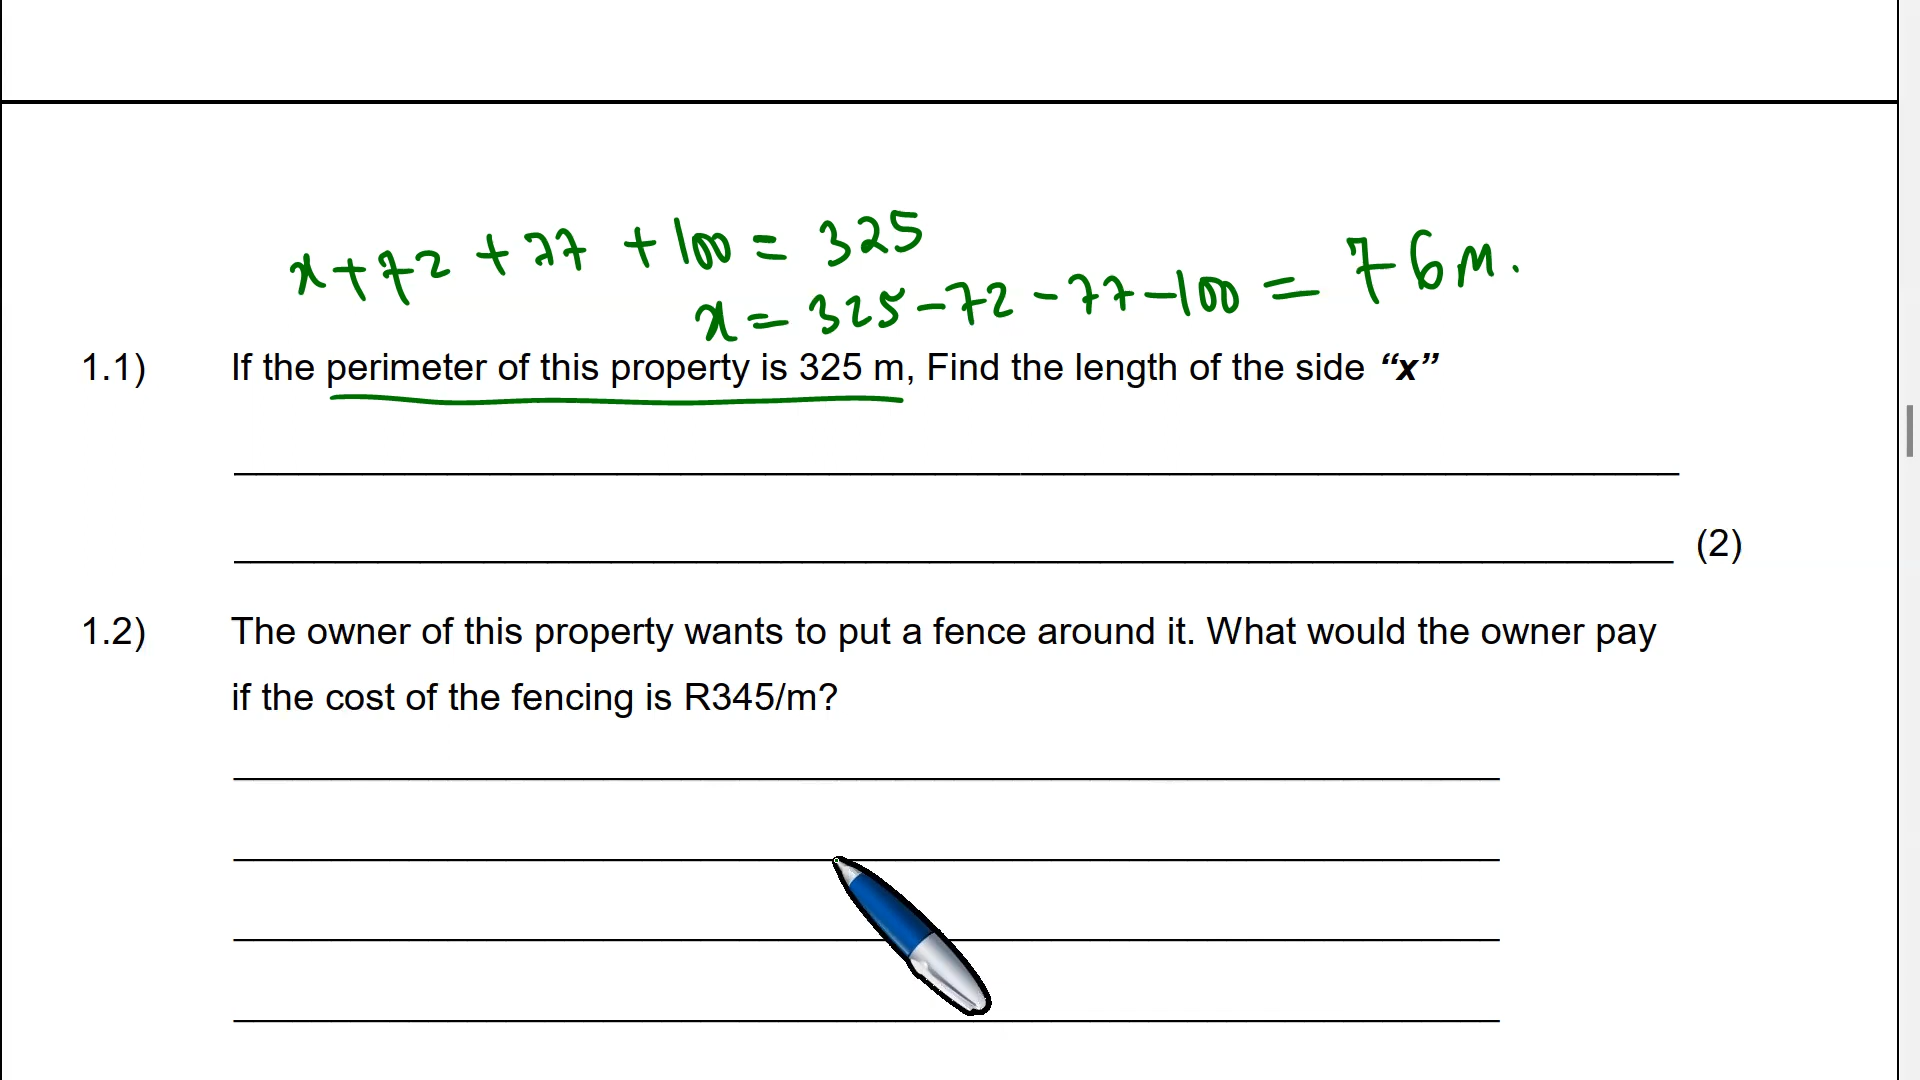 x + 72 + 77 + 100 = 325
x = 325 - 72 - 77 - 100 = 76 m.
1.1) If the perimeter of this property is 325 m, Find the length of the side “x”
(2)
1.2) The owner of this property wants to put a fence around it. What would the owner pay
if the cost of the fencing is R345/m?